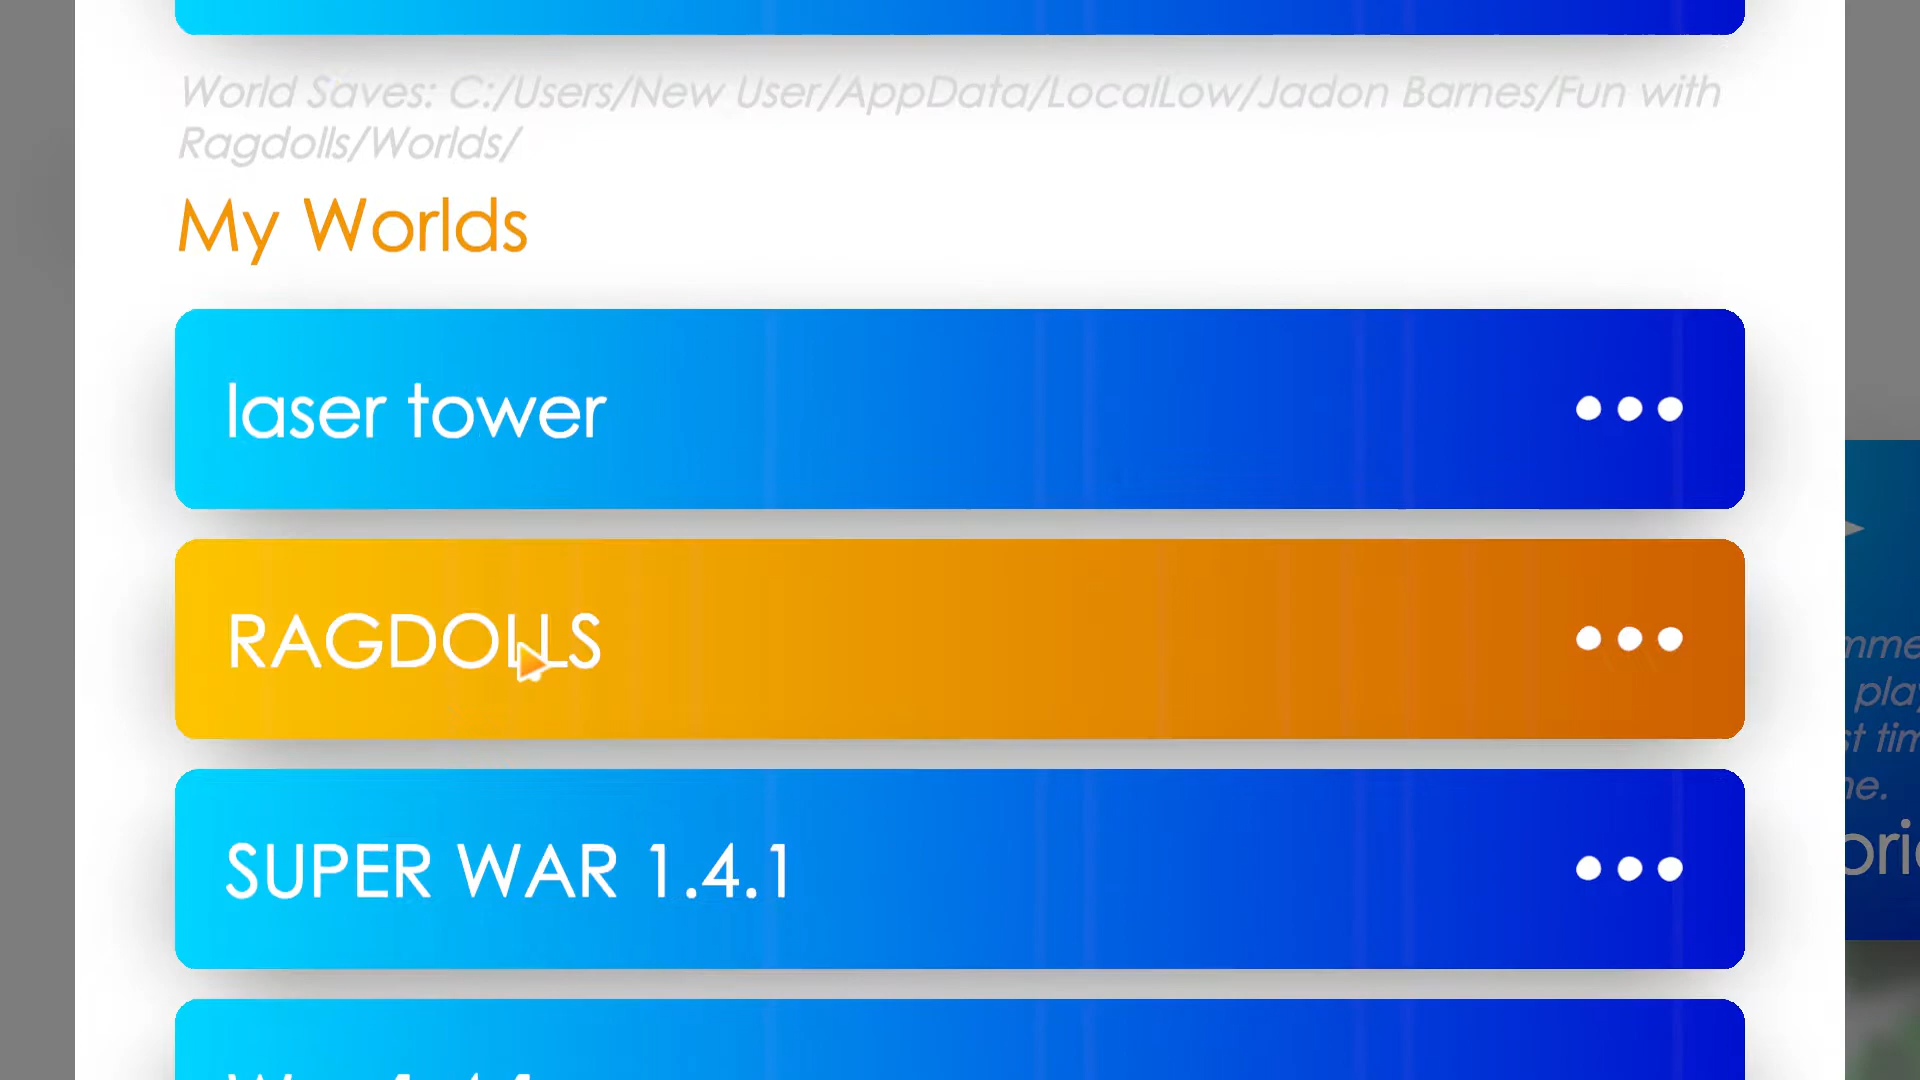 World Saves: C:/Users/New User/AppData/LocalLow/Jadon Barnes/Fun with
Ragdolls/Worlds/
My Worlds
laser tower
RAGDOLLS
SUPER WAR 1.4.1